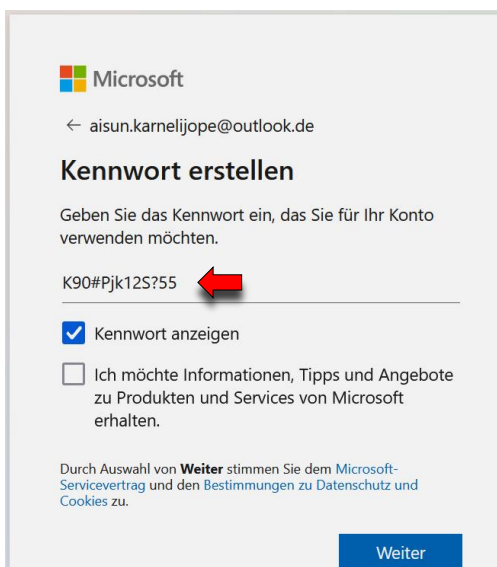 Microsoft
← aisun.karnelijope@outlook.de
Kennwort erstellen
Geben Sie das Kennwort ein, das Sie für Ihr Konto
verwenden möchten.
K90#Pjk12S?55
Kennwort anzeigen
Ich möchte Informationen, Tipps und Angebote
zu Produkten und Services von Microsoft
erhalten.
Durch Auswahl von Weiter stimmen Sie dem Microsoft-
Servicevertrag und den Bestimmungen zu Datenschutz und
Cookies zu.
Weiter